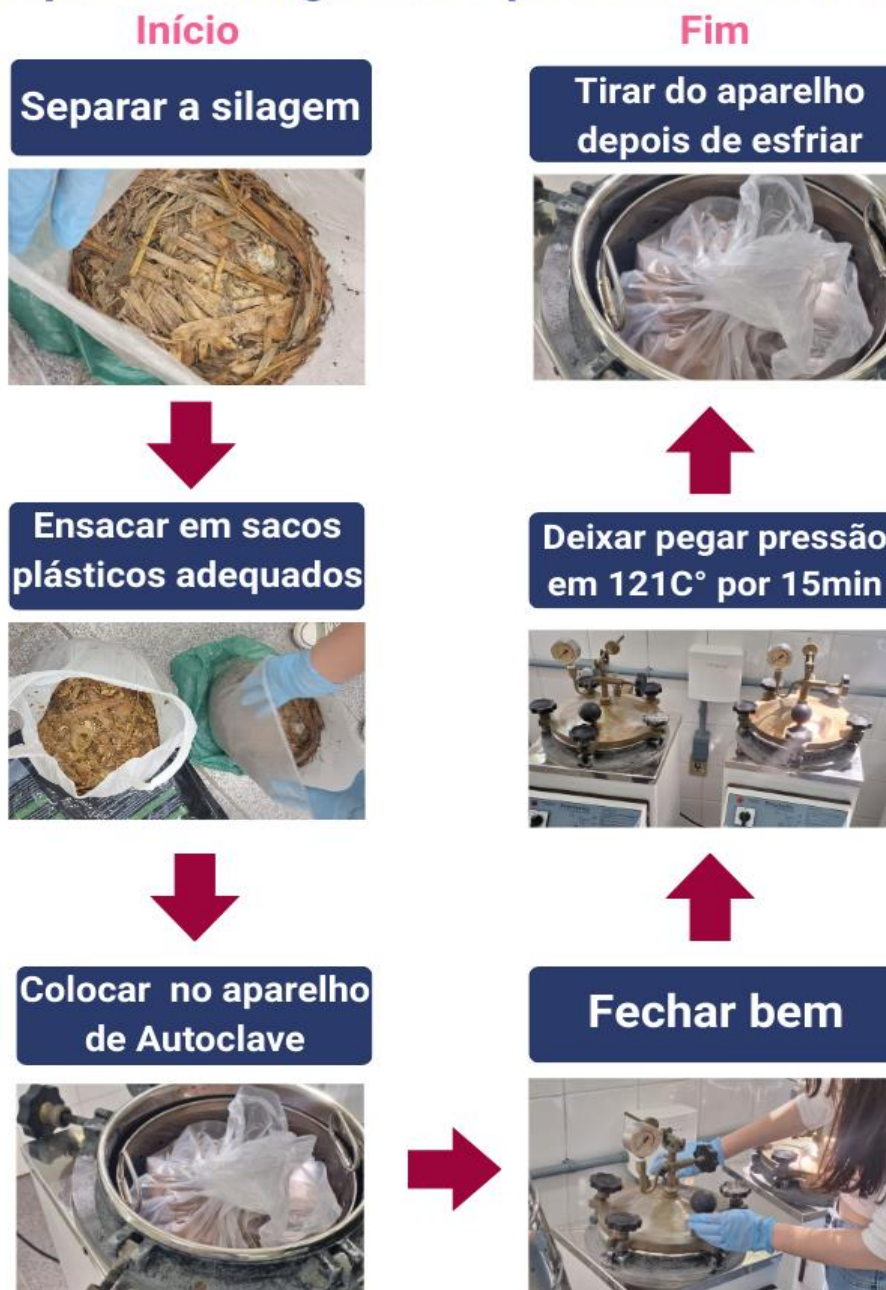 Início
Separar a silagem
Ensacar em sacos
plásticos adequados
Colocar no aparelho
de Autoclave
Fechar bem
Deixar pegar pressão
em 121C° por 15min
Tirar do aparelho
depois de esfriar
Fim